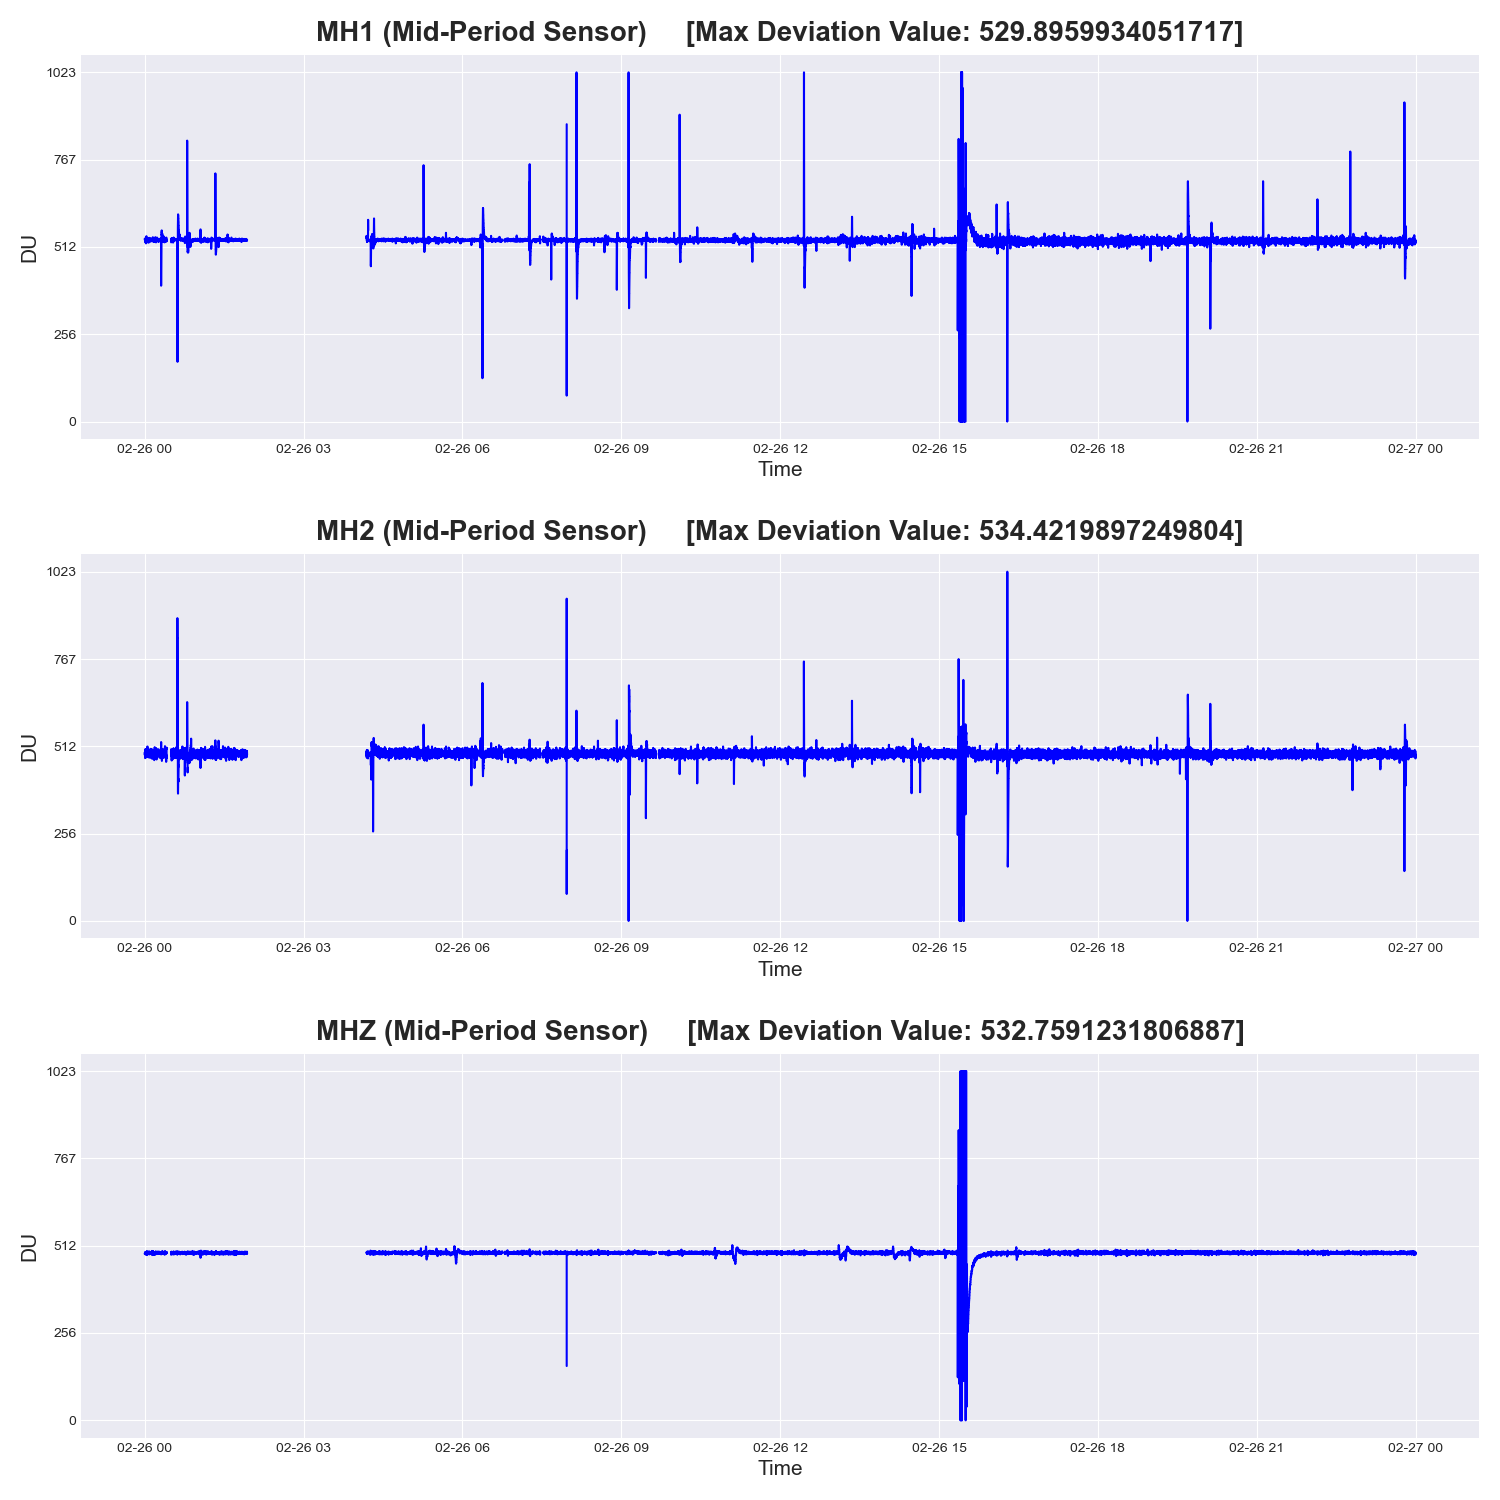 MH1 (Mid-Period Sensor) [Max Deviation Value: 529.8959934051717]
1023
767
512
256
0
DU
02-26 00 02-26 03 02-26 06 02-26 09 02-26 12 02-26 15 02-26 18 02-26 21 02-27 00
Time
MH2 (Mid-Period Sensor) [Max Deviation Value: 534.4219897249804]
1023
767
512
256
0
DU
02-26 00 02-26 03 02-26 06 02-26 09 02-26 12 02-26 15 02-26 18 02-26 21 02-27 00
Time
MHZ (Mid-Period Sensor) [Max Deviation Value: 532.7591231806887]
1023
767
512
256
0
DU
02-26 00 02-26 03 02-26 06 02-26 09 02-26 12 02-26 15 02-26 18 02-26 21 02-27 00
Time